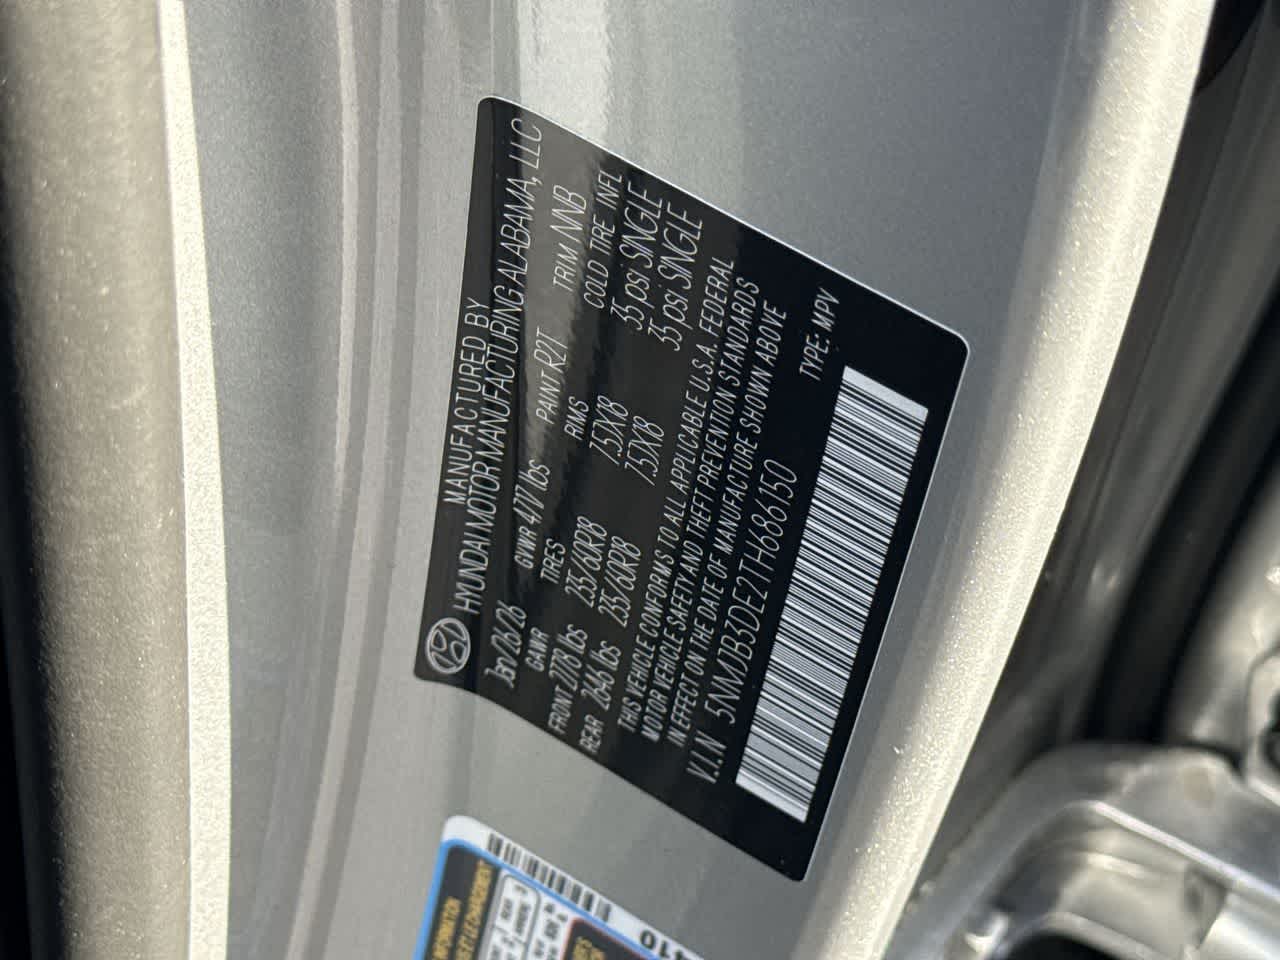 MANUFACTURED BY
HYUNDAI MOTOR MANUFACTURING ALABAMA, LLC
Jan / 26 / 26 GVWR 4717 lbs PAINT R2T TRIM NNB
GAWR TIRES RIMS COLD TIRE INFL
FRONT 2778 lbs 235/60R18 7.5JX18 35 psi SINGLE
REAR 2646 lbs 235/60R18 7.5JX18 35 psi SINGLE
THIS VEHICLE CONFORMS TO ALL APPLICABLE U.S.A. FEDERAL
MOTOR VEHICLE SAFETY AND THEFT PREVENTION STANDARDS
IN EFFECT ON THE DATE OF MANUFACTURE SHOWN ABOVE
V.I.N 5NMJB3DE2TH686150 TYPE: MPV
410